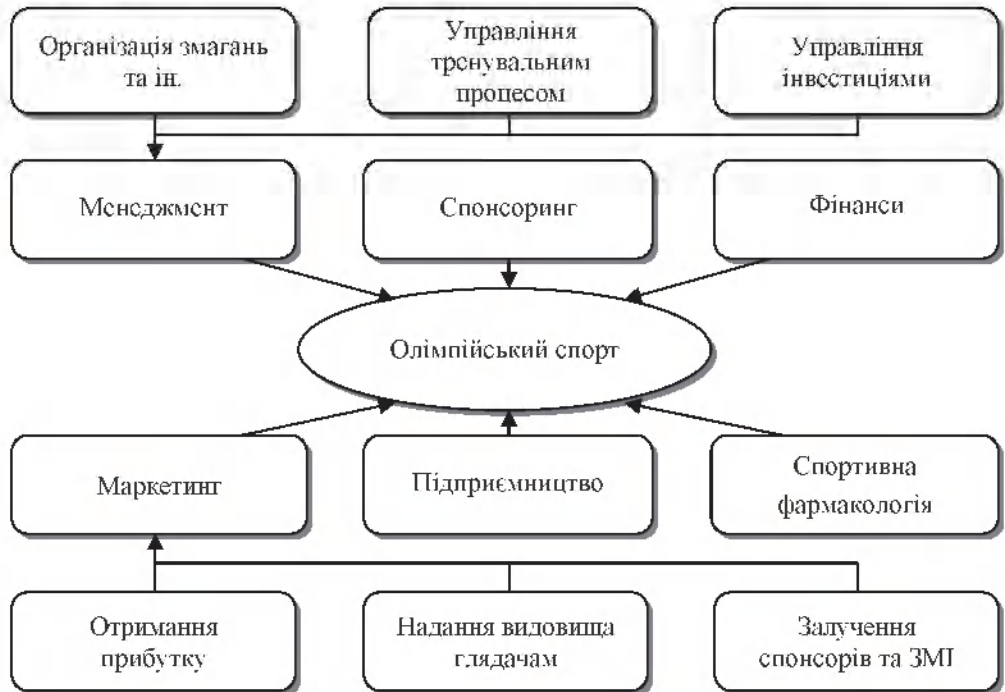 Організація змагань
та ін.
Управління
тренувальним
процесом
Управління
інвестиціями
Менеджмент
Спонсоринг
Фінанси
Олімпійський спорт
Маркетинг
Підприємництво
Спортивна
фармакологія
Отримання
прибутку
Надання видовища
глядачам
Залучення
спонсорів та ЗМІ